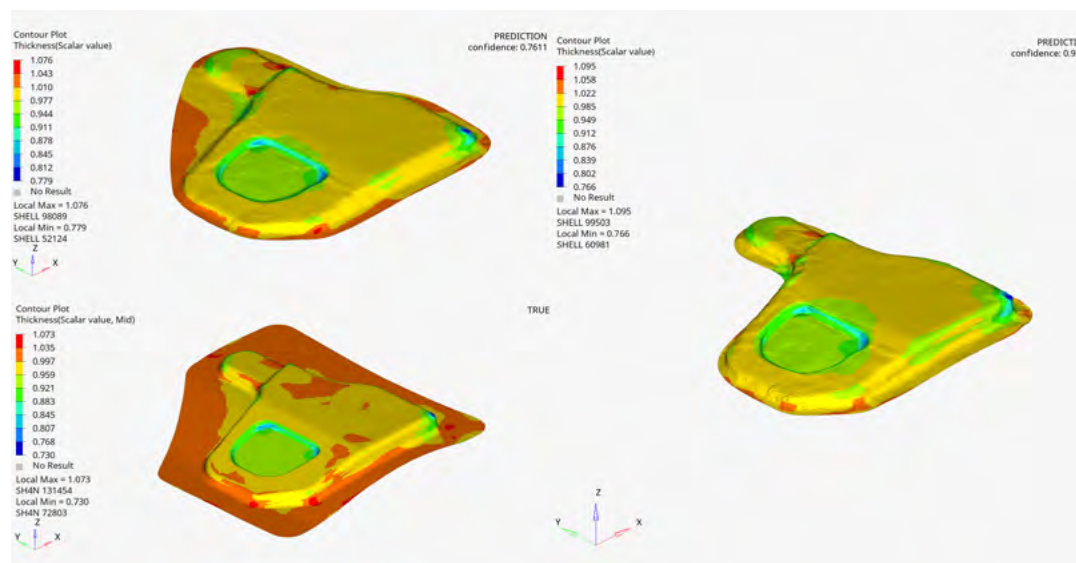 Contour Plot
Thickness(Scalar value)
1.076
1.043
1.010
0.977
0.944
0.911
0.878
0.845
0.812
0.779
No Result
Local Max = 1.076
SHELL 98089
Local Min = 0.779
SHELL 52124
Z
Y X
PREDICTION
confidence: 0.7611
Contour Plot
Thickness(Scalar value)
1.095
1.058
1.022
0.985
0.949
0.912
0.876
0.839
0.802
0.766
No Result
Local Max = 1.095
SHELL 99503
Local Min = 0.766
SHELL 60981
PREDICTI
confidence: 0.9
Contour Plot
Thickness(Scalar value, Mid)
1.073
1.035
0.997
0.959
0.921
0.883
0.845
0.807
0.768
0.730
No Result
Local Max = 1.073
SH4N 131454
Local Min = 0.730
SH4N 72803
Z
Y X
TRUE
Z
Y X